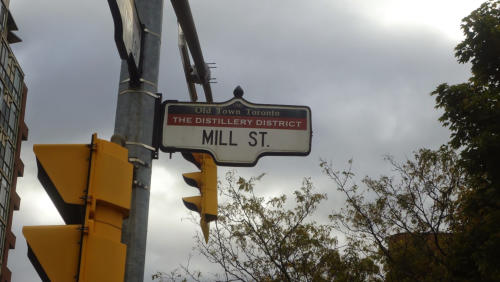 Old Town Toronto
THE DISTILLERY DISTRICT
MILL ST.